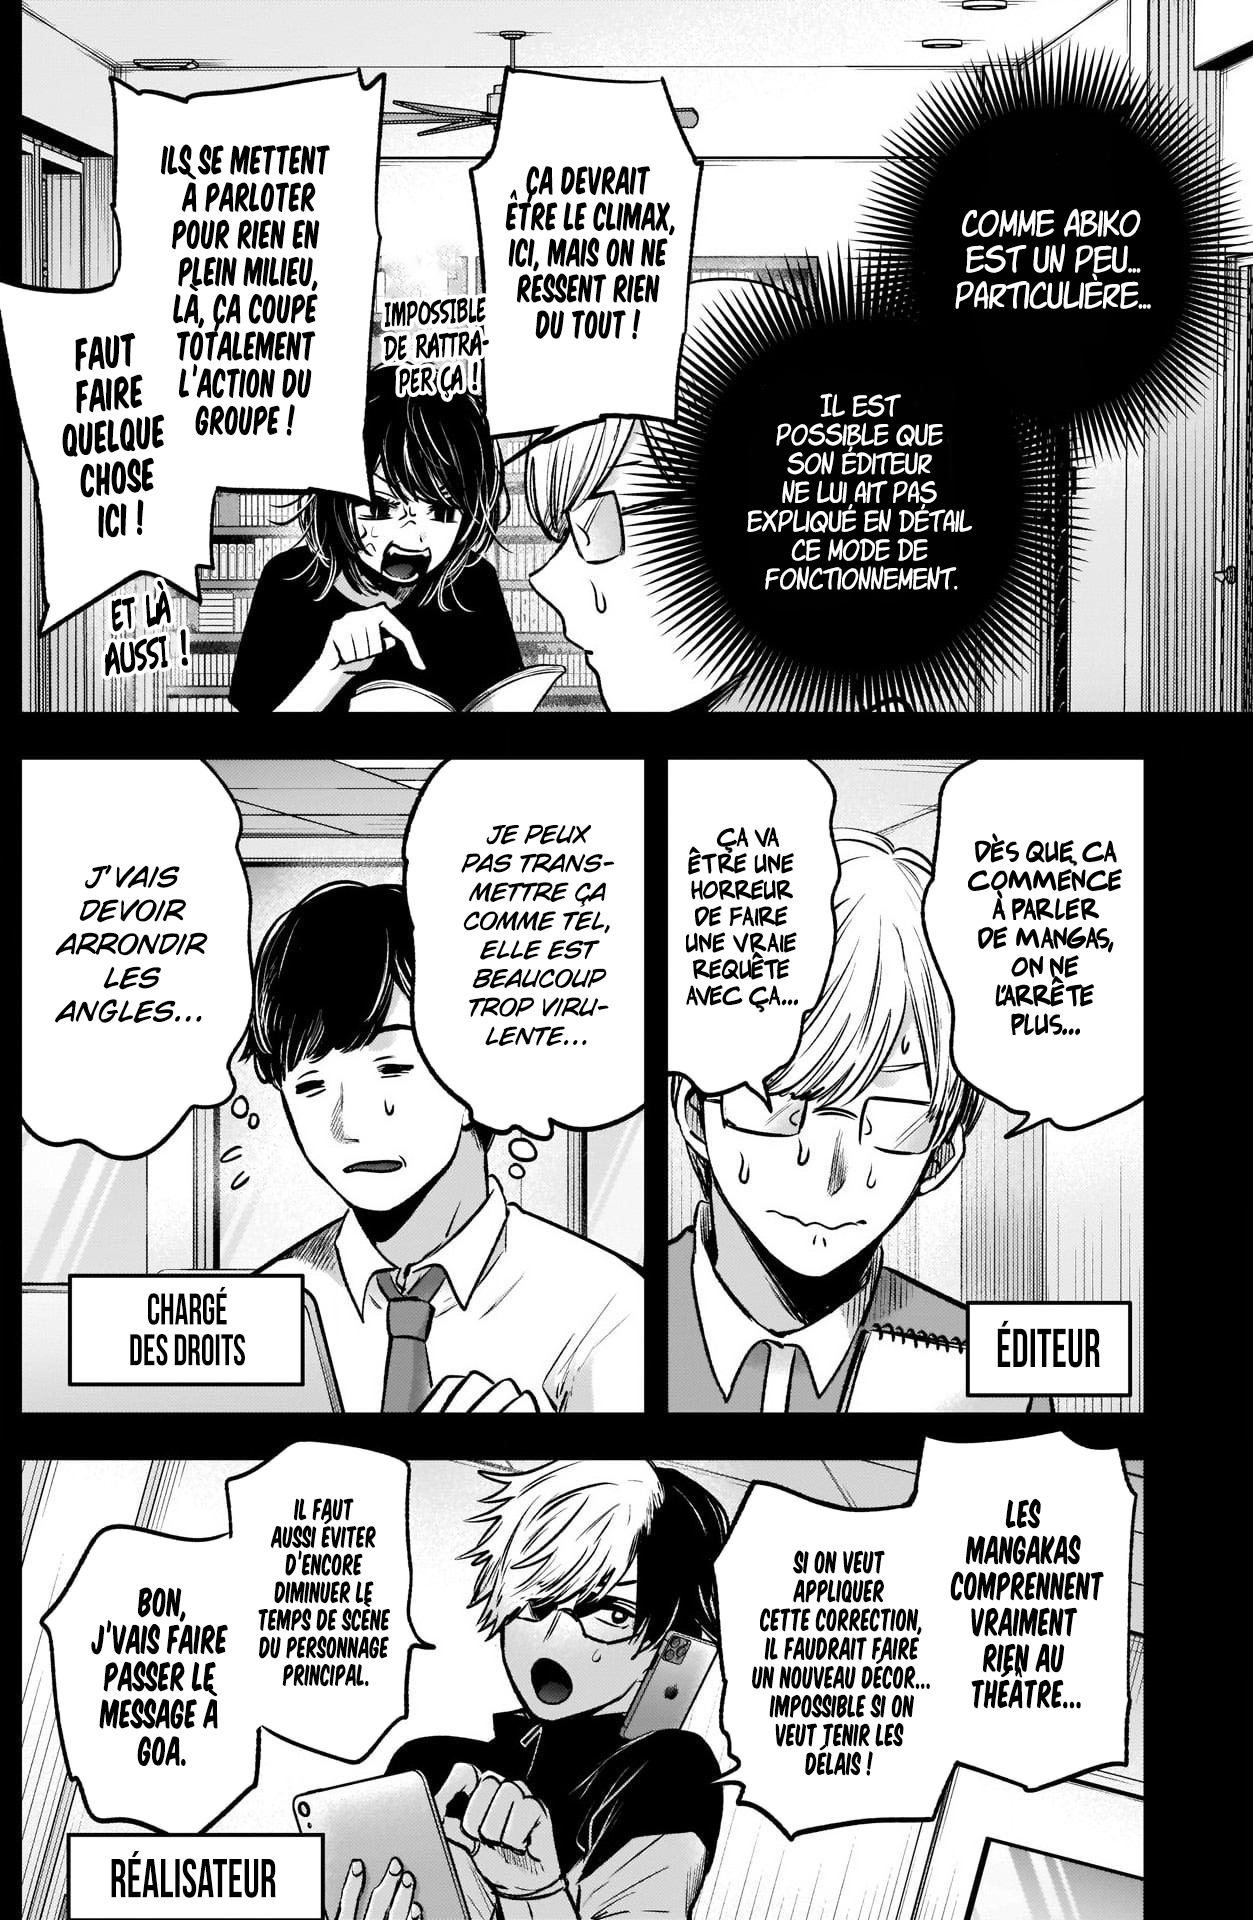 COMME ABIKO
EST UN PEU...
PARTICULIÈRE...
IL EST
POSSIBLE QUE
SON ÉDITEUR
NE LUI AIT PAS
EXPLIQUÉ EN DÉTAIL
CE MODE DE
FONCTIONNEMENT.
ÇA DEVRAIT
ÊTRE LE CLIMAX,
ICI, MAIS ON NE
RESSENT RIEN
DU TOUT !
IMPOSSIBLE
DE RATTRA-
PER ÇA !
ILS SE METTENT
À PARLOTER
POUR RIEN EN
PLEIN MILIEU,
LÀ, ÇA COUPE
TOTALEMENT
L'ACTION DU
GROUPE !
FAUT
FAIRE
QUELQUE
CHOSE
ICI !
ET LÀ
AUSSI !
DÈS QUE ÇA
COMMENCE
À PARLER
DE MANGAS,
ON NE
L'ARRÊTE
PLUS...
ÇA VA
ÊTRE UNE
HORREUR
DE FAIRE
UNE VRAIE
REQUÊTE
AVEC ÇA...
ÉDITEUR
JE PEUX
PAS TRANS-
METTRE ÇA
COMME TEL,
ELLE EST
BEAUCOUP
TROP VIRU-
LENTE...
J'VAIS
DEVOIR
ARRONDIR
LES
ANGLES...
CHARGÉ
DES DROITS
LES
MANGAKAS
COMPRENNENT
VRAIMENT
RIEN AU
THÉÂTRE...
SI ON VEUT
APPLIQUER
CETTE CORRECTION,
IL FAUDRAIT FAIRE
UN NOUVEAU DÉCOR...
IMPOSSIBLE SI ON
VEUT TENIR LES
DÉLAIS !
IL FAUT
AUSSI ÉVITER
D'ENCORE
DIMINUER LE
TEMPS DE SCÈNE
DU PERSONNAGE
PRINCIPAL.
BON,
J'VAIS FAIRE
PASSER LE
MESSAGE À
GOA.
RÉALISATEUR